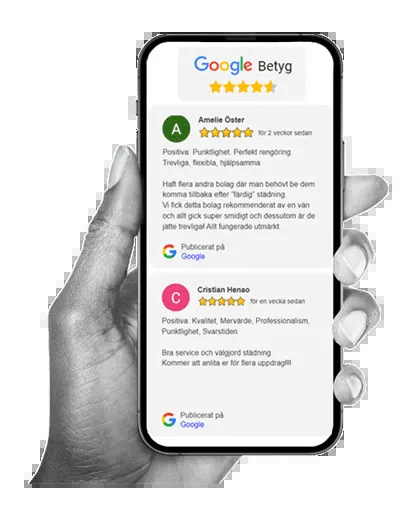 Google Betyg
A
Amelie Öster
för 2 veckor sedan
Positiva: Punktlighet. Perfekt rengöring.
Trevliga, flexibla, hjälpsamma.
Haft flera andra bolag där man behövt be dem
komma tillbaka efter "färdig" städning.
Vi fick detta bolag rekommenderat av en vän
och allt gick super smidigt och dessutom är de
jätte trevliga! Allt fungerade utmärkt.
Publicerat på
Google
C
Cristian Henao
för en vecka sedan
Positiva: Kvalitet, Mervärde, Professionalism,
Punktlighet, Svarstiden
Bra service och välgjord städning.
Kommer att anlita er för flera uppdrag!!!!
Publicerat på
Google